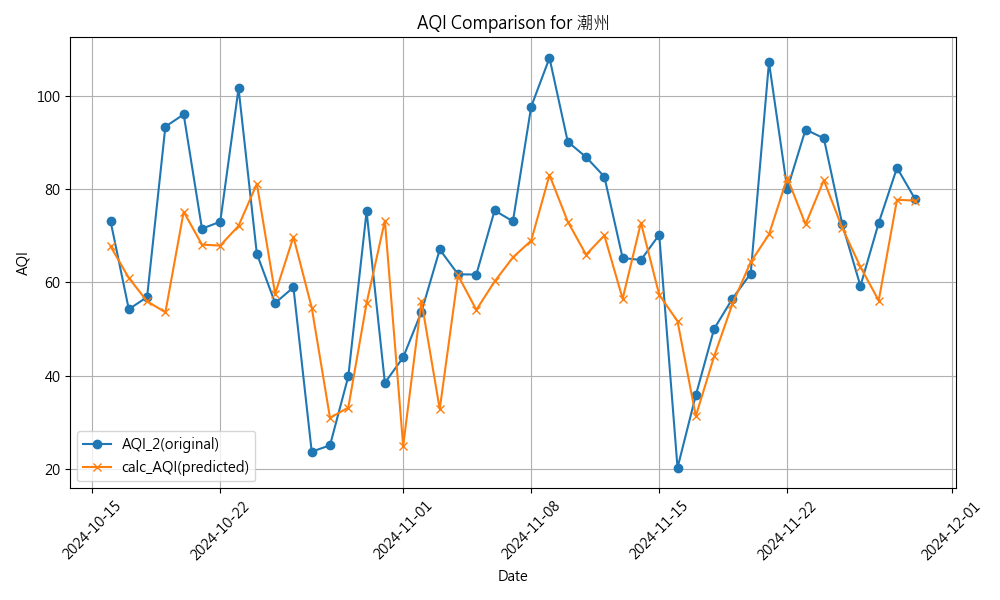 AQI Comparison for 潮州
AQI
100
80
60
40
20
AQI_2(original)
calc_AQI(predicted)
2024-10-15
2024-10-22
2024-11-01
2024-11-08
2024-11-15
2024-11-22
2024-12-01
Date